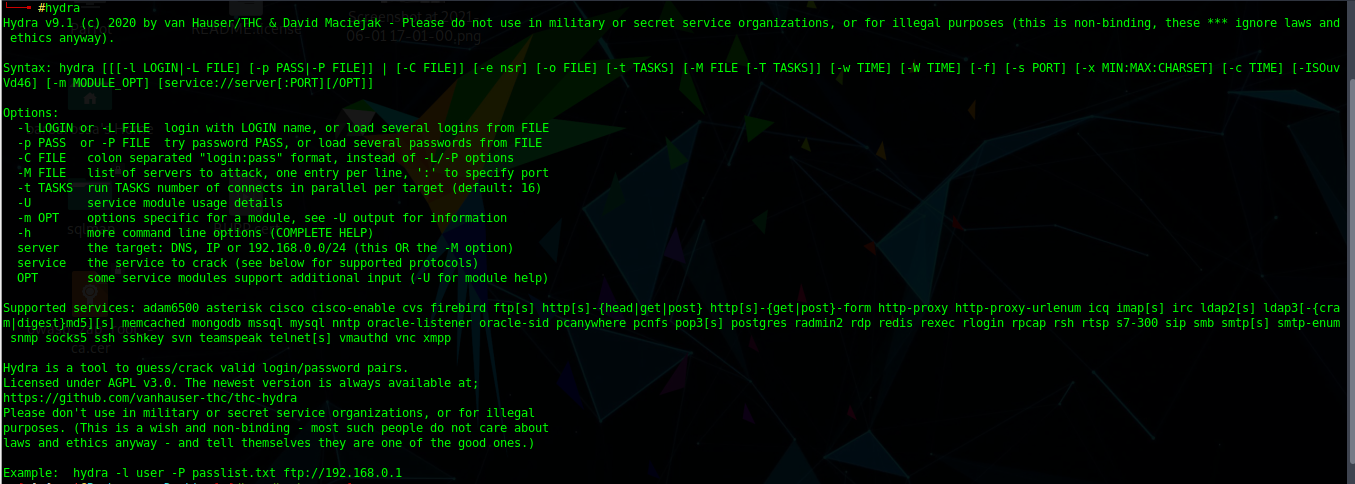 #hydra
Hydra v9.1 (c) 2020 by van Hauser/THC & David Maciejak - Please do not use in military or secret service organizations, or for illegal purposes (this is non-binding, these *** ignore laws and
 ethics anyway).
06-0117-01-00.png
Syntax: hydra [[[-l LOGIN|-L FILE] [-p PASS|-P FILE]] | [-C FILE]] [-e nsr] [-o FILE] [-t TASKS] [-M FILE [-T TASKS]] [-w TIME] [-W TIME] [-f] [-s PORT] [-x MIN:MAX:CHARSET] [-c TIME] [-ISOuv
Vd46] [-m MODULE_OPT] [service://server[:PORT][/OPT]]
Options:
  -l LOGIN or -L FILE  login with LOGIN name, or load several logins from FILE
  -p PASS  or -P FILE  try password PASS, or load several passwords from FILE
  -C FILE   colon separated "login:pass" format, instead of -L/-P options
  -M FILE   list of servers to attack, one entry per line, ':' to specify port
  -t TASKS  run TASKS number of connects in parallel per target (default: 16)
  -U        service module usage details
  -m OPT    options specific for a module, see -U output for information
  -h        more command line options (COMPLETE HELP)
  server    the target: DNS, IP or 192.168.0.0/24 (this OR the -M option)
  service   the service to crack (see below for supported protocols)
  OPT       some service modules support additional input (-U for module help)
Supported services: adam6500 asterisk cisco cisco-enable cvs firebird ftp[s] http[s]-{head|get|post} http[s]-{get|post}-form http-proxy http-proxy-urlenum icq imap[s] irc ldap2[s] ldap3[-{cra
m|digest}md5][s] memcached mongodb mssql mysql nntp oracle-listener oracle-sid pcanywhere pcnfs pop3[s] postgres radmin2 rdp redis rexec rlogin rpcap rsh rtsp s7-300 sip smb smtp[s] smtp-enum
 snmp socks5 ssh sshkey svn teamspeak telnet[s] vmauthd vnc xmpp
ca.cer
Hydra is a tool to guess/crack valid login/password pairs.
Licensed under AGPL v3.0. The newest version is always available at;
https://github.com/vanhauser-thc/thc-hydra
Please don't use in military or secret service organizations, or for illegal
purposes. (This is a wish and non-binding - most such people do not care about
laws and ethics anyway - and tell themselves they are one of the good ones.)
Example:  hydra -l user -P passlist.txt ftp://192.168.0.1